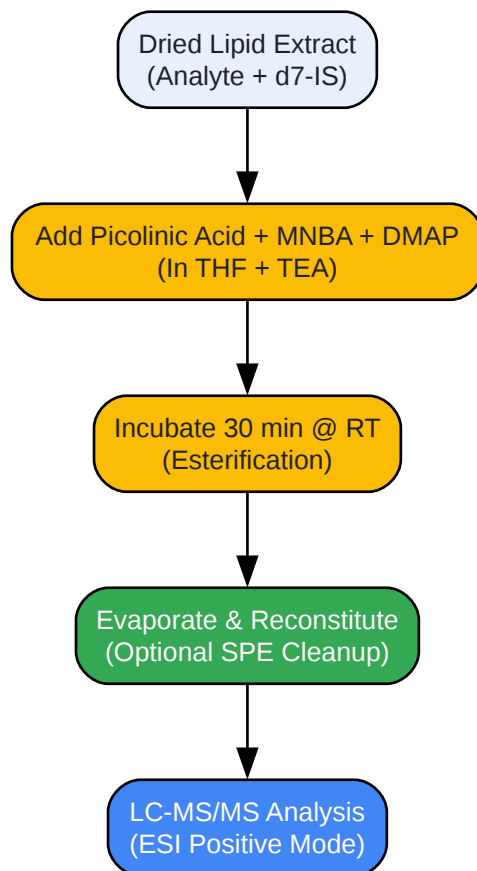 Dried Lipid Extract
(Analyte + d7-IS)
Add Picolinic Acid + MNBA + DMAP
(In THF + TEA)
Incubate 30 min @ RT
(Esterification)
Evaporate & Reconstitute
(Optional SPE Cleanup)
LC-MS/MS Analysis
(ESI Positive Mode)